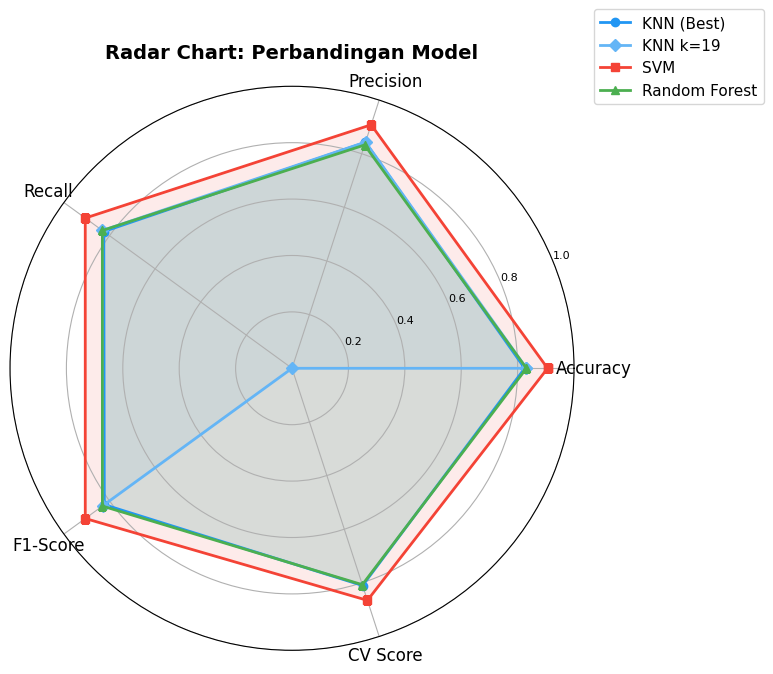 KNN (Best)
KNN k=19
SVM
Random Forest
Radar Chart: Perbandingan Model
Precision
Recall
1.0
0.8
0.6
0.4
0.2
Accuracy
F1-Score
CV Score